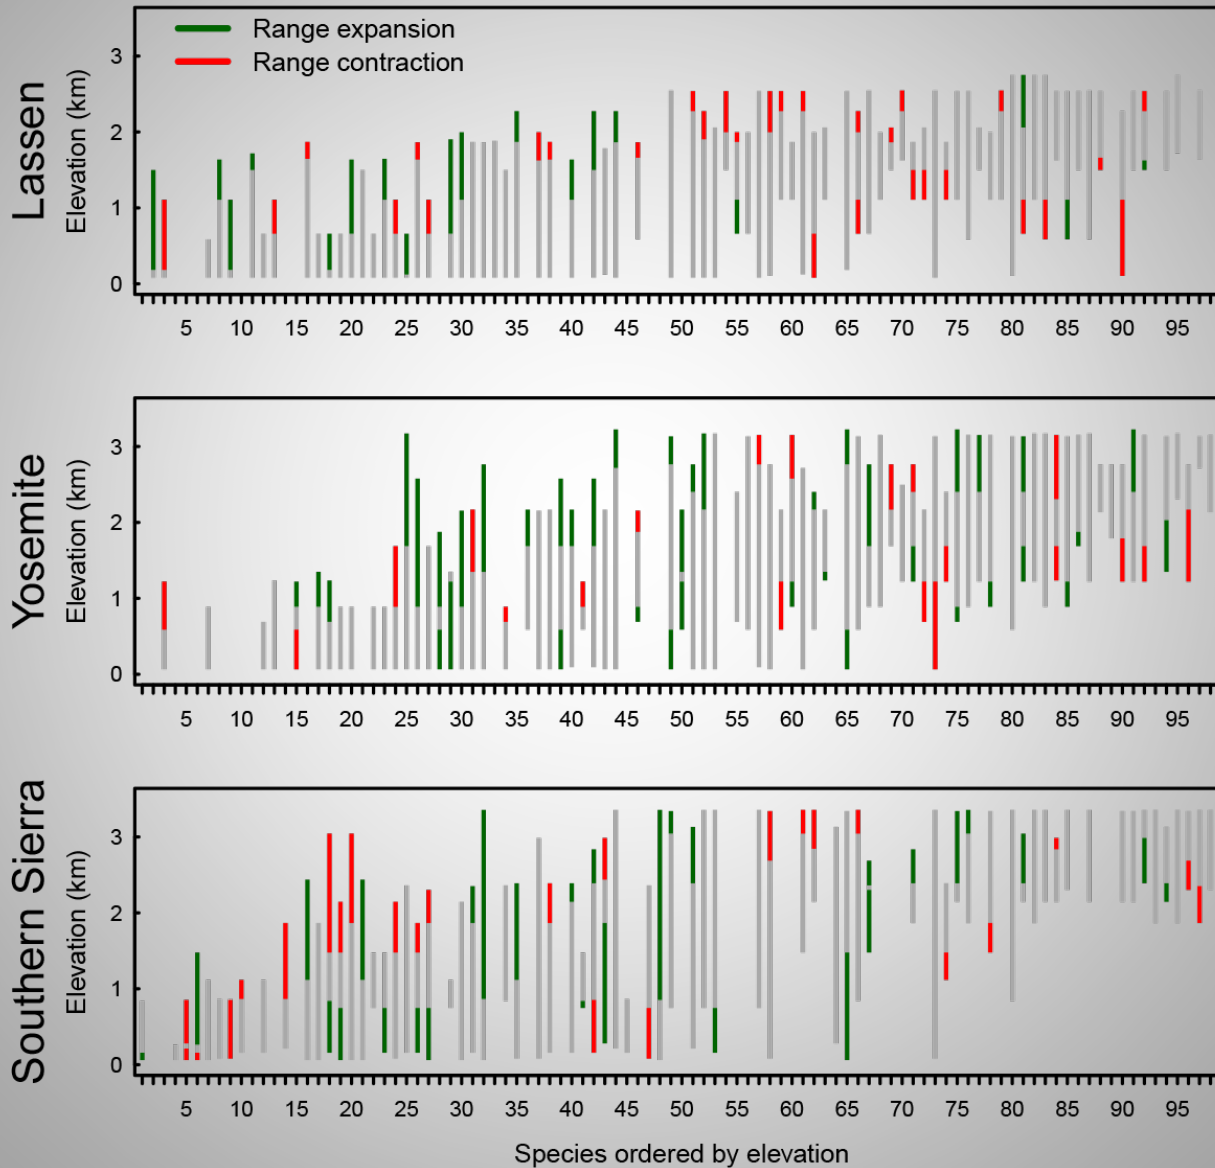 Range expansion
Range contraction
Lassen
Elevation (km)
3
2
1
0
5 10 15 20 25 30 35 40 45 50 55 60 65 70 75 80 85 90 95
Yosemite
Elevation (km)
3
2
1
0
5 10 15 20 25 30 35 40 45 50 55 60 65 70 75 80 85 90 95
Southern Sierra
Elevation (km)
3
2
1
0
5 10 15 20 25 30 35 40 45 50 55 60 65 70 75 80 85 90 95
Species ordered by elevation